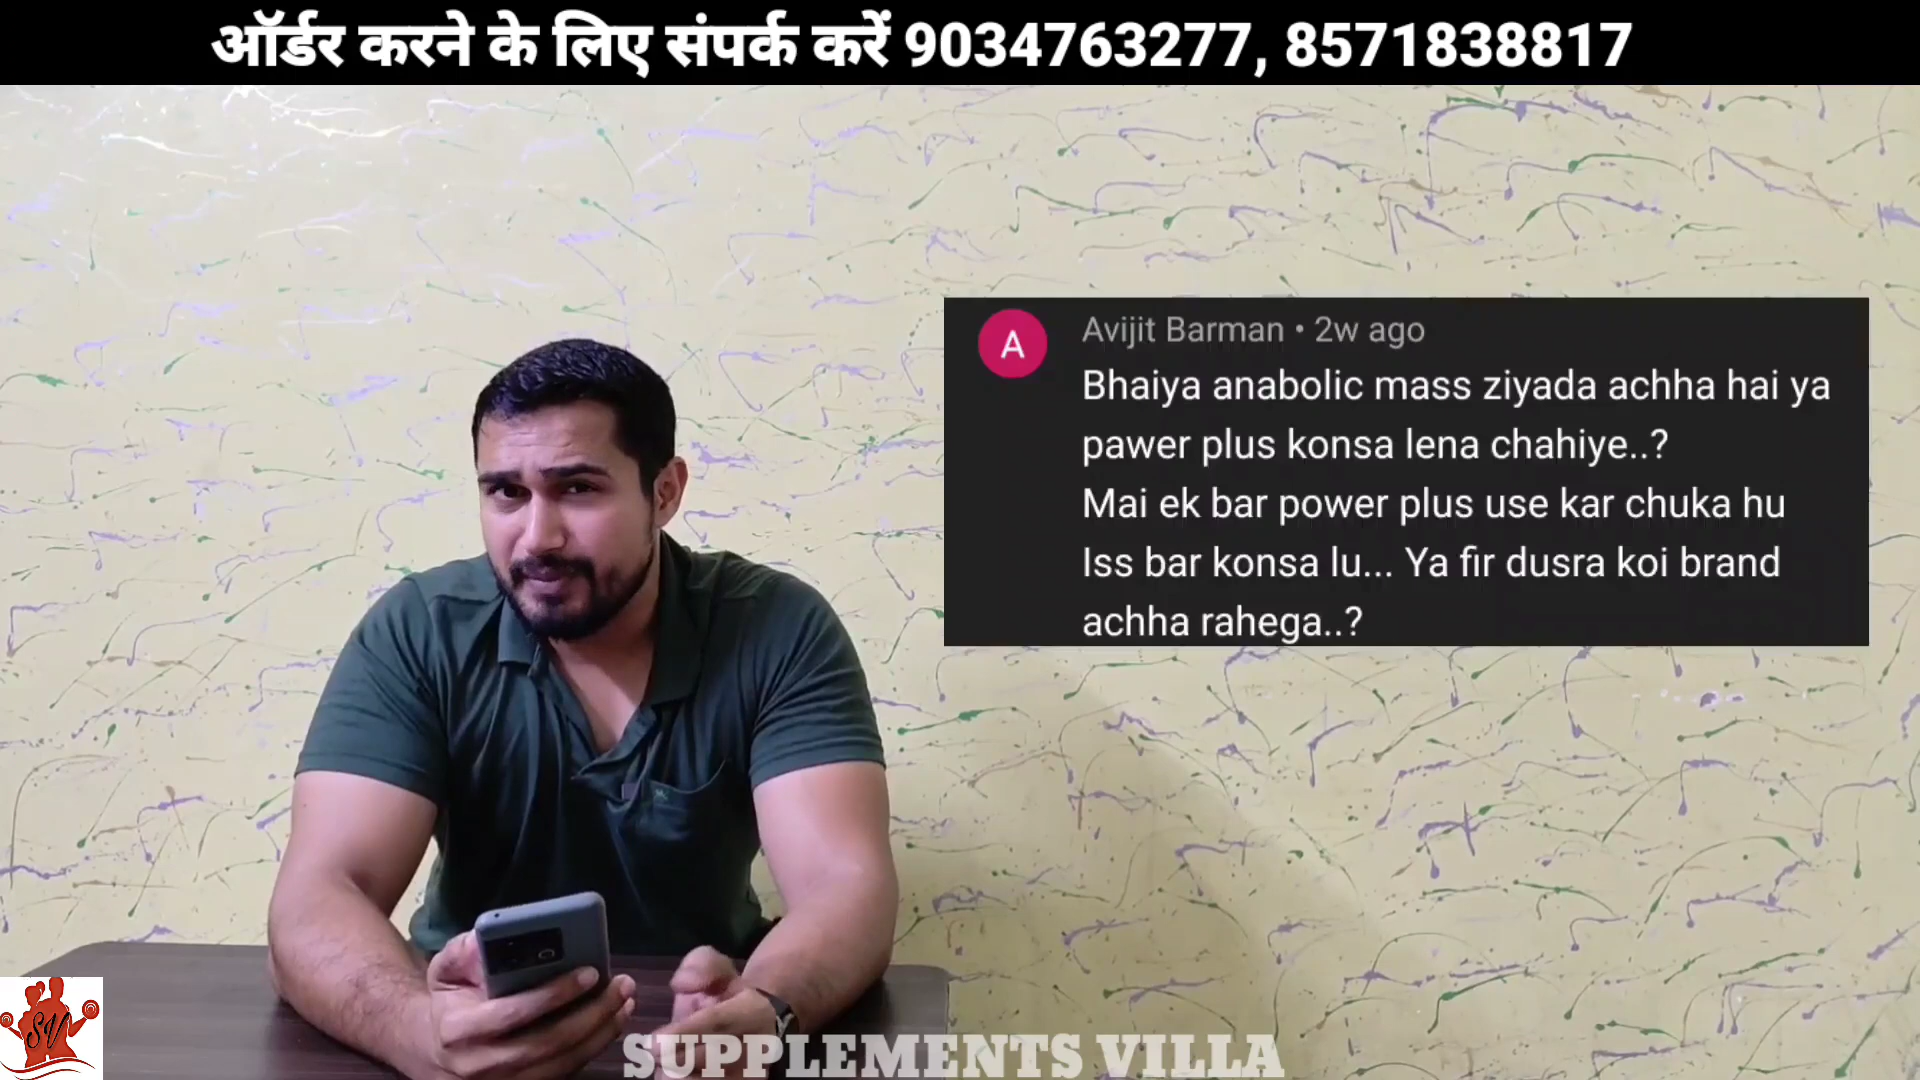 ऑर्डर करने के लिए संपर्क करें 9034763277, 8571838817
A
Avijit Barman • 2w ago
Bhaiya anabolic mass ziyada achha hai ya
pawer plus konsa lena chahiye..?
Mai ek bar power plus use kar chuka hu
Iss bar konsa lu... Ya fir dusra koi brand
achha rahega..?
SV
SUPPLEMENTS VILLA